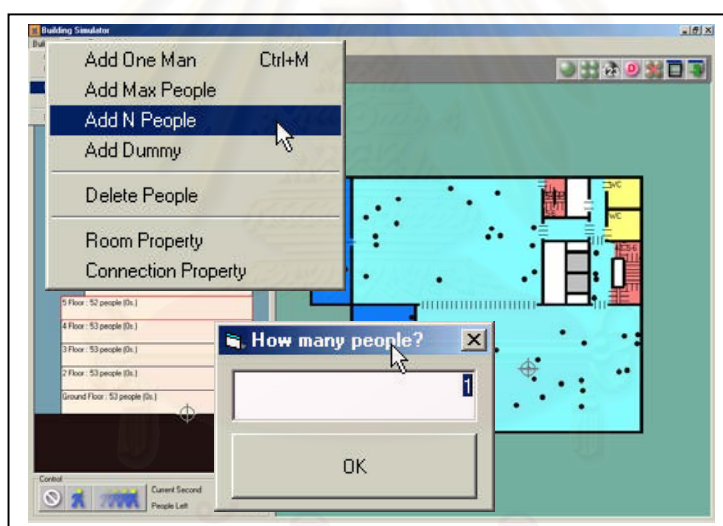 Building Simulator
Add One Man Ctrl+M
Add Max People
Add N People
Add Dummy
Delete People
Room Property
Connection Property
WC
WC
5 Floor : 52 people (0s.)
4 Floor : 53 people (0s.)
3 Floor : 53 people (0s.)
2 Floor : 53 people (0s.)
Ground Floor : 53 people (0s.)
How many people?
1
OK
Control
Current Second
People Left